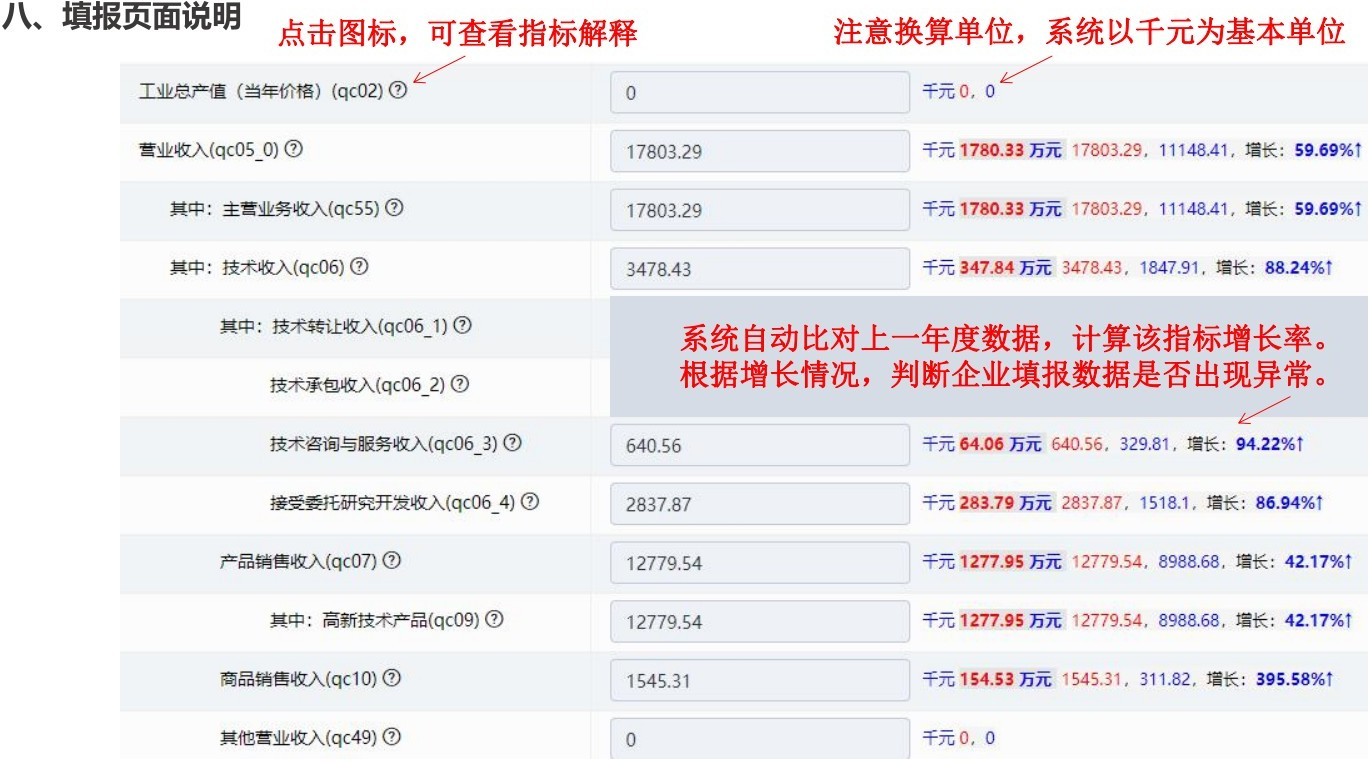 八、填报页面说明
点击图标，可查看指标解释
注意换算单位，系统以千元为基本单位
工业总产值（当年价格）(qc02) ? 0 千元 0，0
营业收入(qc05_0) ? 17803.29 千元 1780.33 万元 17803.29，11148.41，增长：59.69%↑
其中：主营业务收入(qc55) ? 17803.29 千元 1780.33 万元 17803.29，11148.41，增长：59.69%↑
其中：技术收入(qc06) ? 3478.43 千元 347.84 万元 3478.43，1847.91，增长：88.24%↑
其中：技术转让收入(qc06_1) ?
系统自动比对上一年度数据，计算该指标增长率。
技术承包收入(qc06_2) ?
根据增长情况，判断企业填报数据是否出现异常。
技术咨询与服务收入(qc06_3) ? 640.56 千元 64.06 万元 640.56，329.81，增长：94.22%↑
接受委托研究开发收入(qc06_4) ? 2837.87 千元 283.79 万元 2837.87，1518.1，增长：86.94%↑
产品销售收入(qc07) ? 12779.54 千元 1277.95 万元 12779.54，8988.68，增长：42.17%↑
其中：高新技术产品(qc09) ? 12779.54 千元 1277.95 万元 12779.54，8988.68，增长：42.17%↑
商品销售收入(qc10) ? 1545.31 千元 154.53 万元 1545.31，311.82，增长：395.58%↑
其他营业收入(qc49) ? 0 千元 0，0